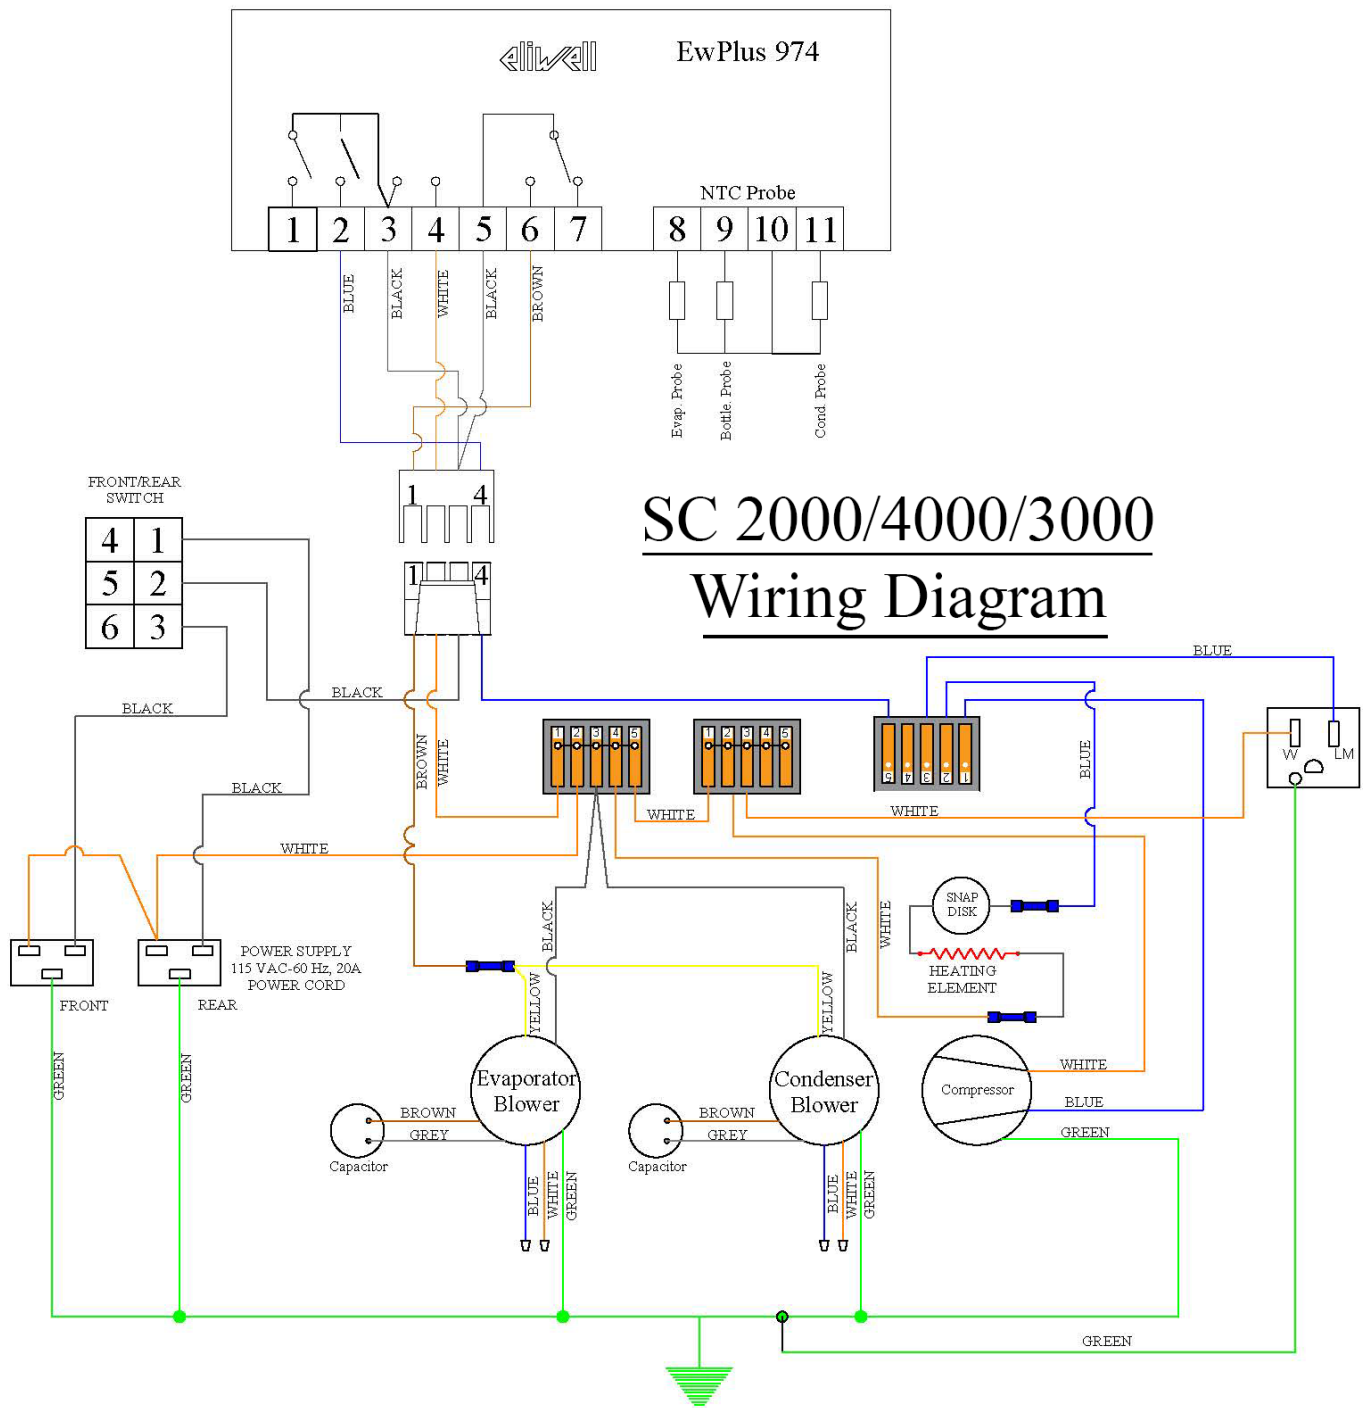 eliwell
EwPlus 974
NTC Probe
1 2 3 4 5 6 7
8 9 10 11
BLUE
BLACK
WHITE
BLACK
BROWN
Evap. Probe
Bottle. Probe
Cond. Probe
FRONT/REAR
SWITCH
4 1
5 2
6 3
1 4
1 4
SC 2000/4000/3000
Wiring Diagram
BLACK
BLACK
BLACK
BROWN
WHITE
1 2 3 4 5
1 2 3 4 5
5 4 3 2 1
BLUE
BLUE
W
LM
WHITE
WHITE
WHITE
BLACK
BLACK
WHITE
SNAP
DISK
HEATING
ELEMENT
POWER SUPPLY
115 VAC-60 Hz, 20A
POWER CORD
FRONT
REAR
YELLOW
YELLOW
GREEN
GREEN
Evaporator
Blower
Condenser
Blower
Compressor
WHITE
BLUE
GREEN
BROWN
GREY
Capacitor
BROWN
GREY
Capacitor
BLUE
WHITE
GREEN
BLUE
WHITE
GREEN
GREEN